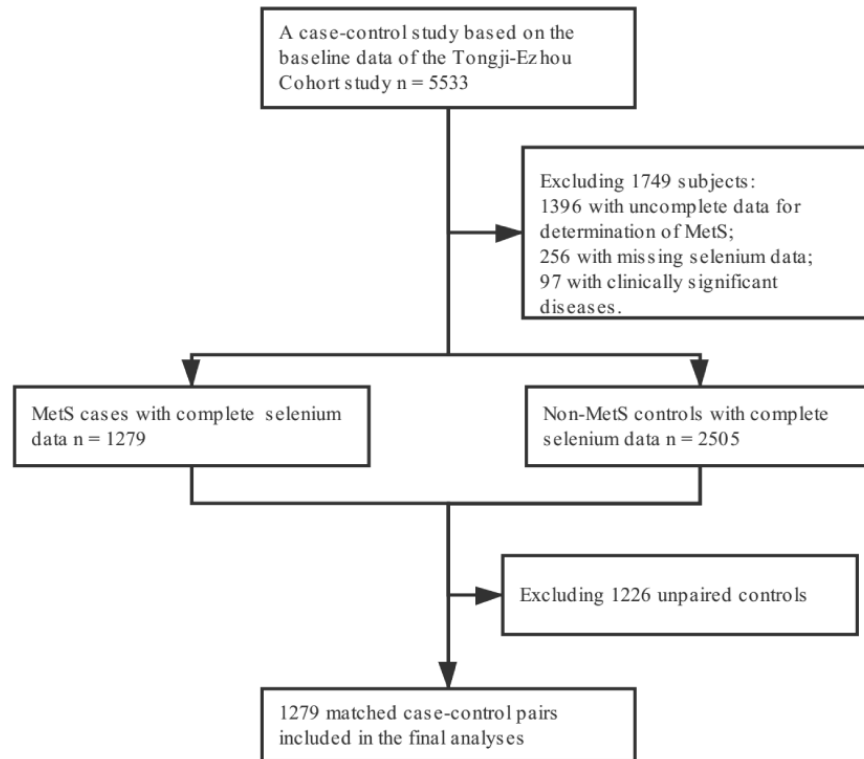 A case-control study based on the
baseline data of the Tongji-Ezhou
Cohort study n = 5533
Excluding 1749 subjects:
1396 with uncomplete data for
determination of MetS;
256 with missing selenium data;
97 with clinically significant
diseases.
MetS cases with complete selenium
data n = 1279
Non-MetS controls with complete
selenium data n = 2505
Excluding 1226 unpaired controls
1279 matched case-control pairs
included in the final analyses